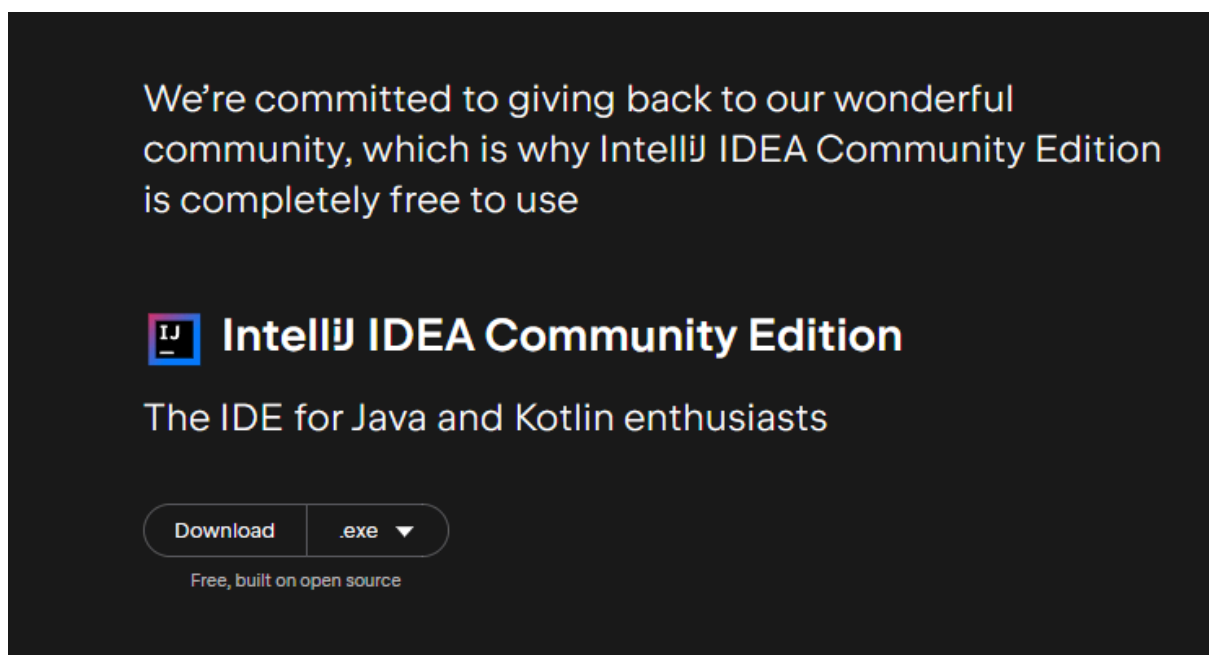 We’re committed to giving back to our wonderful
community, which is why IntelliJ IDEA Community Edition
is completely free to use
IJ
IntelliJ IDEA Community Edition
The IDE for Java and Kotlin enthusiasts
Download .exe
Free, built on open source